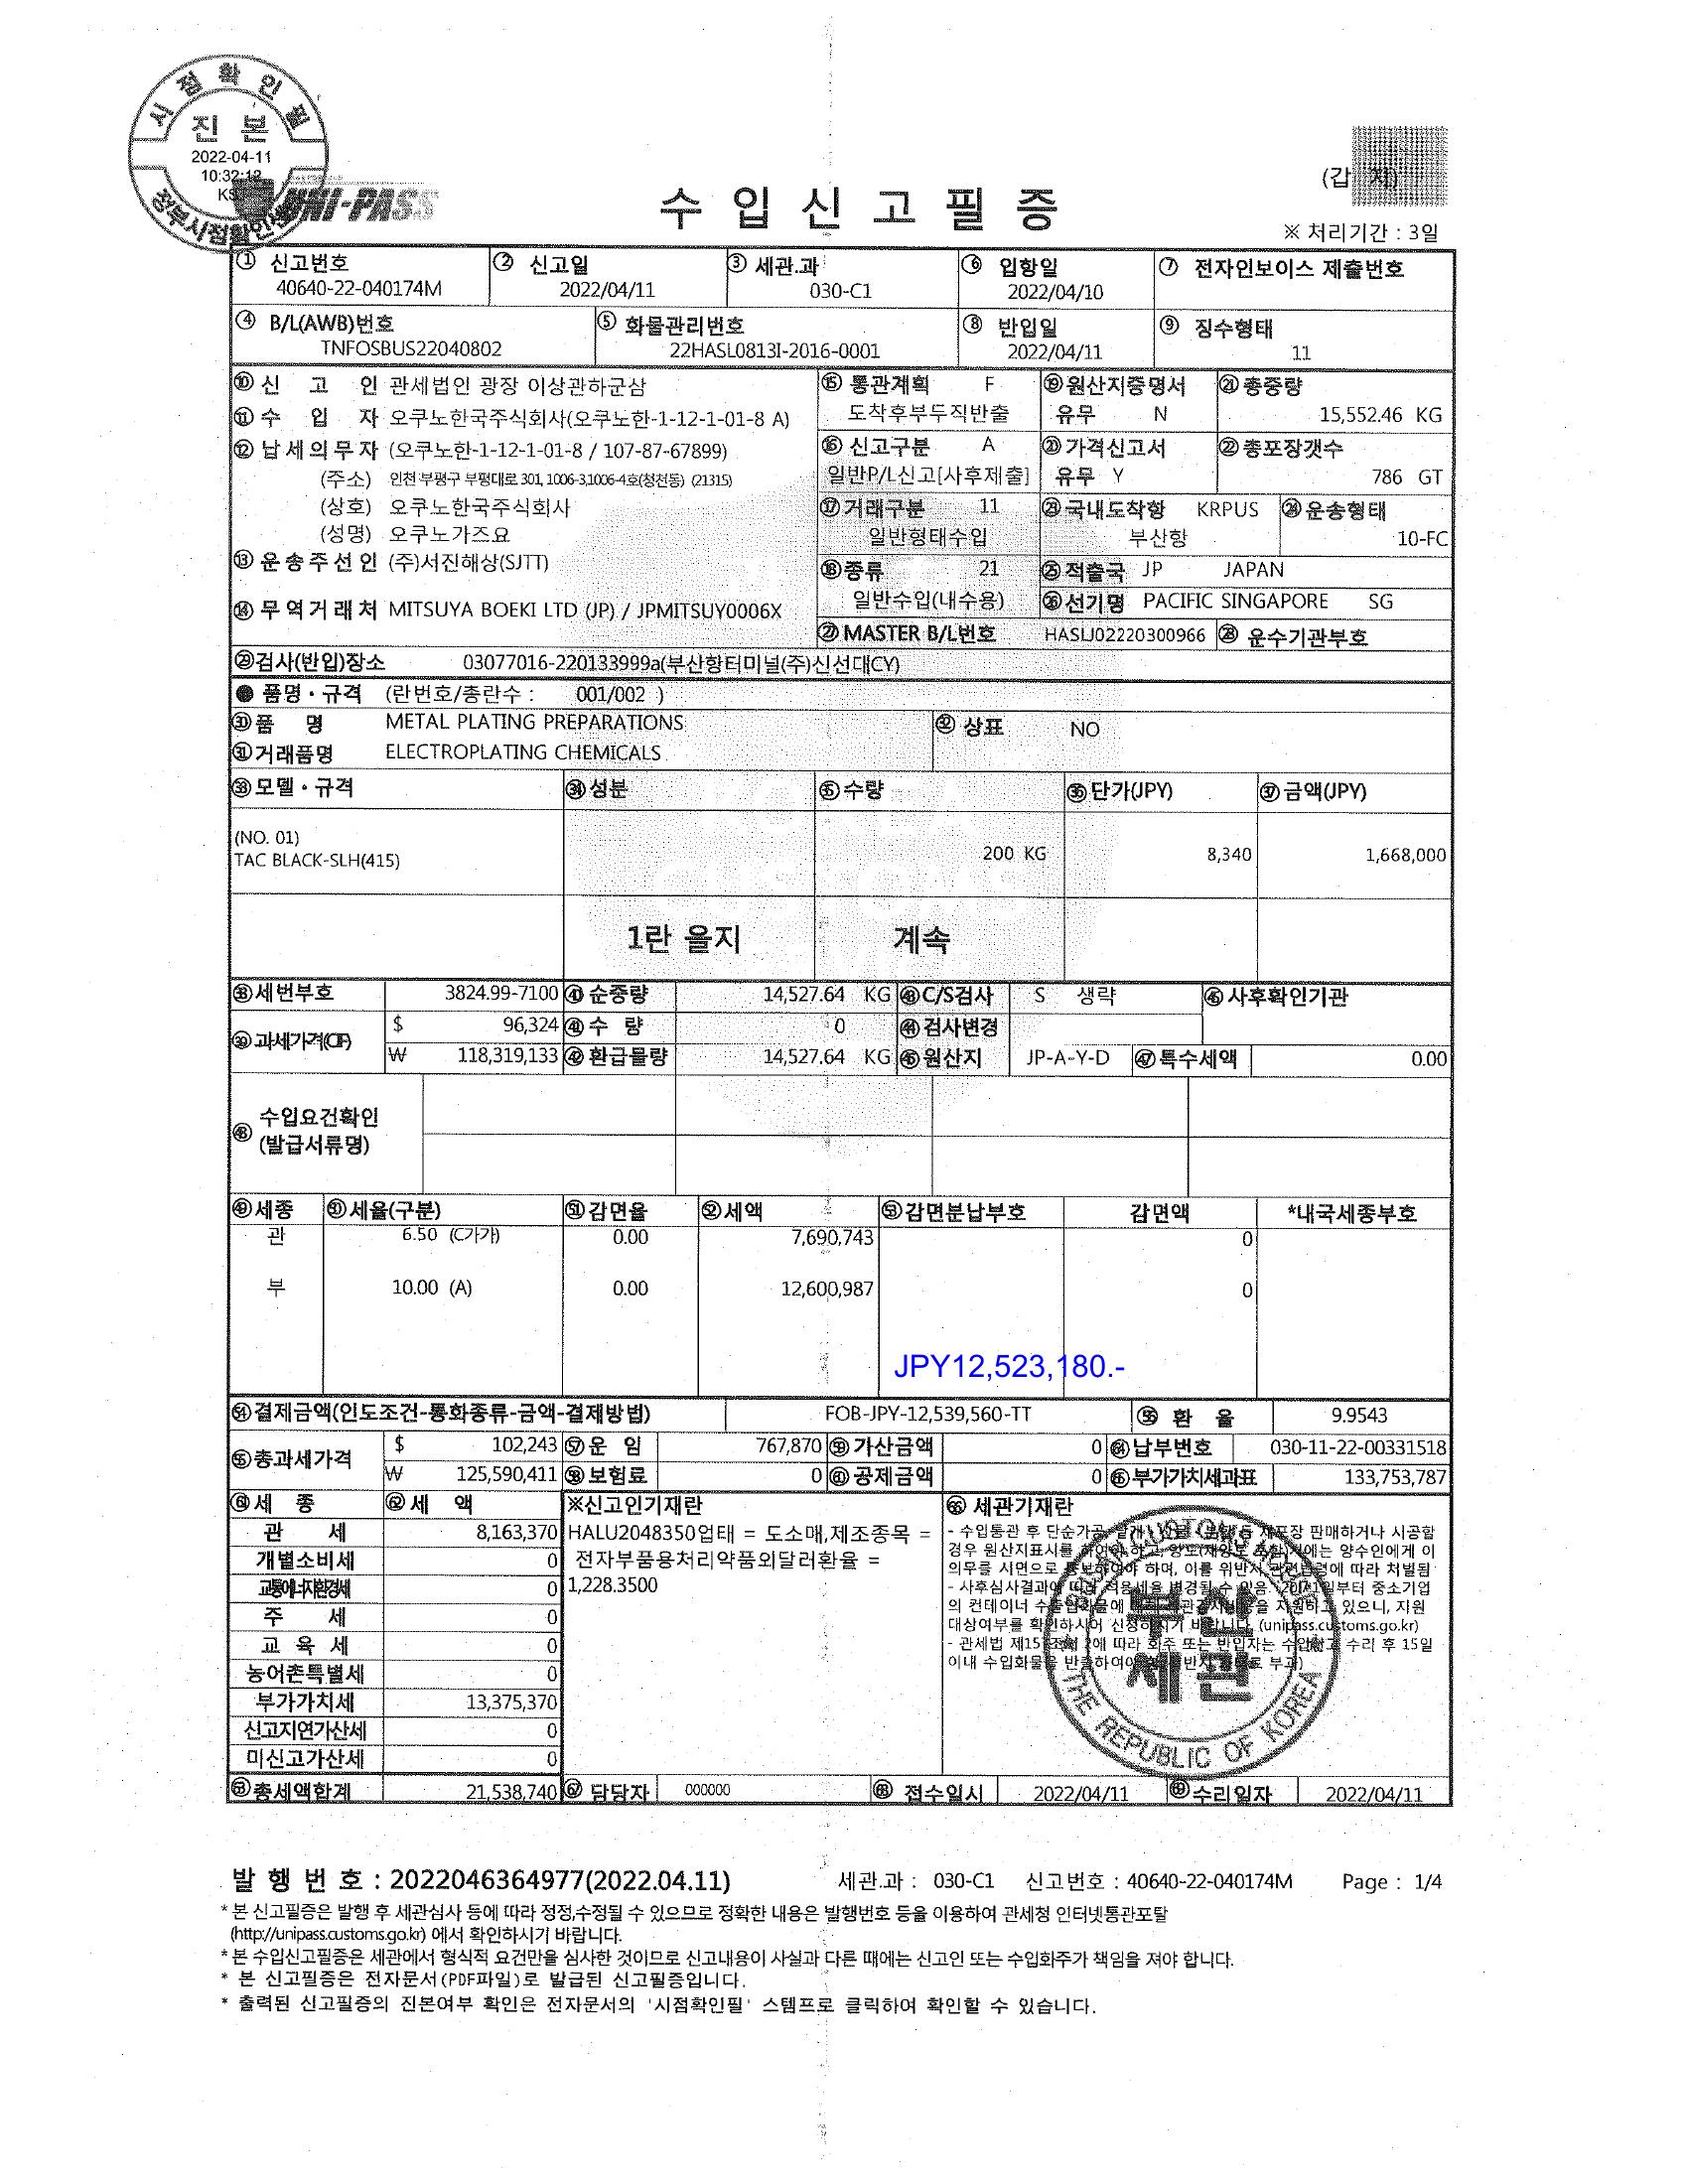 시점확인필
진 본
2022-04-11
10:32:12
정부시점확인센
UNI-PASS
수 입 신 고 필 증
(갑 지)
※ 처리기간 : 3일
① 신고번호 ② 신고일 ③ 세관.과 ⑥ 입항일 ⑦ 전자인보이스 제출번호
40640-22-040174M 2022/04/11 030-C1 2022/04/10
④ B/L(AWB)번호 ⑤ 화물관리번호 ⑧ 반입일 ⑨ 징수형태
TNFOSBUS22040802 22HASL0813I-2016-0001 2022/04/11 11
⑩ 신 고 인 관세법인 광장 이상관하군삼 ⑮ 통관계획 F ⑲ 원산지증명서 ㉑ 총중량
⑪ 수 입 자 오쿠노한국주식회사(오쿠노한-1-12-1-01-8 A) 도착후부두직반출 유무 N 15,552.46 KG
⑫ 납세의무자 (오쿠노한-1-12-1-01-8 / 107-87-67899) ⑯ 신고구분 A ⑳ 가격신고서 ㉒ 총포장갯수
(주소) 인천 부평구 부평대로 301, 1006-3,1006-4호(청천동) (21315) 일반P/L신고[사후제출] 유무 Y 786 GT
(상호) 오쿠노한국주식회사 ⑰ 거래구분 11 ㉓ 국내도착항 KRPUS ㉔ 운송형태
(성명) 오쿠노가즈요 일반형태수입 부산항 10-FC
⑬ 운송주선인 (주)서진해상(SJTT) ⑱ 종류 21 ㉕ 적출국 JP JAPAN
⑭ 무역거래처 MITSUYA BOEKI LTD (JP) / JPMITSUY0006X 일반수입(내수용) ㉖ 선기명 PACIFIC SINGAPORE SG
㉗ MASTER B/L번호 HASLJ02220300966 ㉘ 운수기관부호
㉙ 검사(반입)장소 03077016-220133999a(부산항터미널(주)신선대CY)
● 품명・규격 (란번호/총란수 : 001/002 )
㉚ 품 명 METAL PLATING PREPARATIONS ㉜ 상표 NO
㉛ 거래품명 ELECTROPLATING CHEMICALS
㉝ 모델・규격 ㉞ 성분 ㉟ 수량 ㊱ 단가(JPY) ㊲ 금액(JPY)
(NO. 01)
TAC BLACK-SLH(415) 200 KG 8,340 1,668,000
1란 을지 계속
㊳ 세번부호 3824.99-7100 ㊵ 순중량 14,527.64 KG ㊸ C/S검사 S 생략 ㊻ 사후확인기관
㊴ 과세가격(CIF) $ 96,324 ㊶ 수 량 0 ㊹ 검사변경
₩ 118,319,133 ㊷ 환급물량 14,527.64 KG ㊺ 원산지 JP-A-Y-D ㊼ 특수세액 0.00
㊽ 수입요건확인
(발급서류명)
㊾ 세종 ㊿ 세율(구분) 51 감면율 52 세액 53 감면분납부호 감면액 *내국세종부호
관 6.50 (C가가) 0.00 7,690,743 0
부 10.00 (A) 0.00 12,600,987 0
JPY12,523,180.-
54 결제금액(인도조건-통화종류-금액-결제방법) FOB-JPY-12,539,560-TT 56 환 율 9.9543
55 총과세가격 $ 102,243 57 운 임 767,870 59 가산금액 0 64 납부번호 030-11-22-00331518
₩ 125,590,411 58 보험료 0 60 공제금액 0 65 부가가치세과표 133,753,787
61 세 종 62 세 액 ※신고인기재란 66 세관기재란
관 세 8,163,370 HALU2048350업태 = 도소매,제조종목 =
개별소비세 0 전자부품용처리약품외달러환율 =
교통에너지환경세 0 1,228.3500
주 세 0
교 육 세 0
농어촌특별세 0
부가가치세 13,375,370
신고지연가산세 0
미신고가산세 0
- 수입통관 후 단순가공 재포장 판매하거나 시공할
경우 원산지표시를 하여야 하고, 양도 시에는 양수인에게 이
의무를 서면으로 통보하여야 하며, 이를 위반시 관련법령에 따라 처벌됨
- 사후심사결과에 따라 적용세율 변경될 수 있음 부터 중소기업
의 컨테이너 수출입화물에 지원하고 있으니, 지원
대상여부를 확인하시어 신청하시기 바랍니다. (unipass.customs.go.kr)
- 관세법 제157조의 2에 따라 화주 또는 반입자는 수입신고 수리 후 15일
이내 수입화물을 반출하여야
부산
세관
THE REPUBLIC OF KOREA
63 총세액합계 21,538,740 67 담당자 000000 68 접수일시 2022/04/11 69 수리일자 2022/04/11
발 행 번 호 : 2022046364977(2022.04.11) 세관.과 : 030-C1 신고번호 : 40640-22-040174M Page : 1/4
* 본 신고필증은 발행 후 세관심사 등에 따라 정정,수정될 수 있으므로 정확한 내용은 발행번호 등을 이용하여 관세청 인터넷통관포탈
(http://unipass.customs.go.kr) 에서 확인하시기 바랍니다.
* 본 수입신고필증은 세관에서 형식적 요건만을 심사한 것이므로 신고내용이 사실과 다른 때에는 신고인 또는 수입화주가 책임을 져야 합니다.
* 본 신고필증은 전자문서(PDF파일)로 발급된 신고필증입니다.
* 출력된 신고필증의 진본여부 확인은 전자문서의 '시점확인필' 스템프로 클릭하여 확인할 수 있습니다.